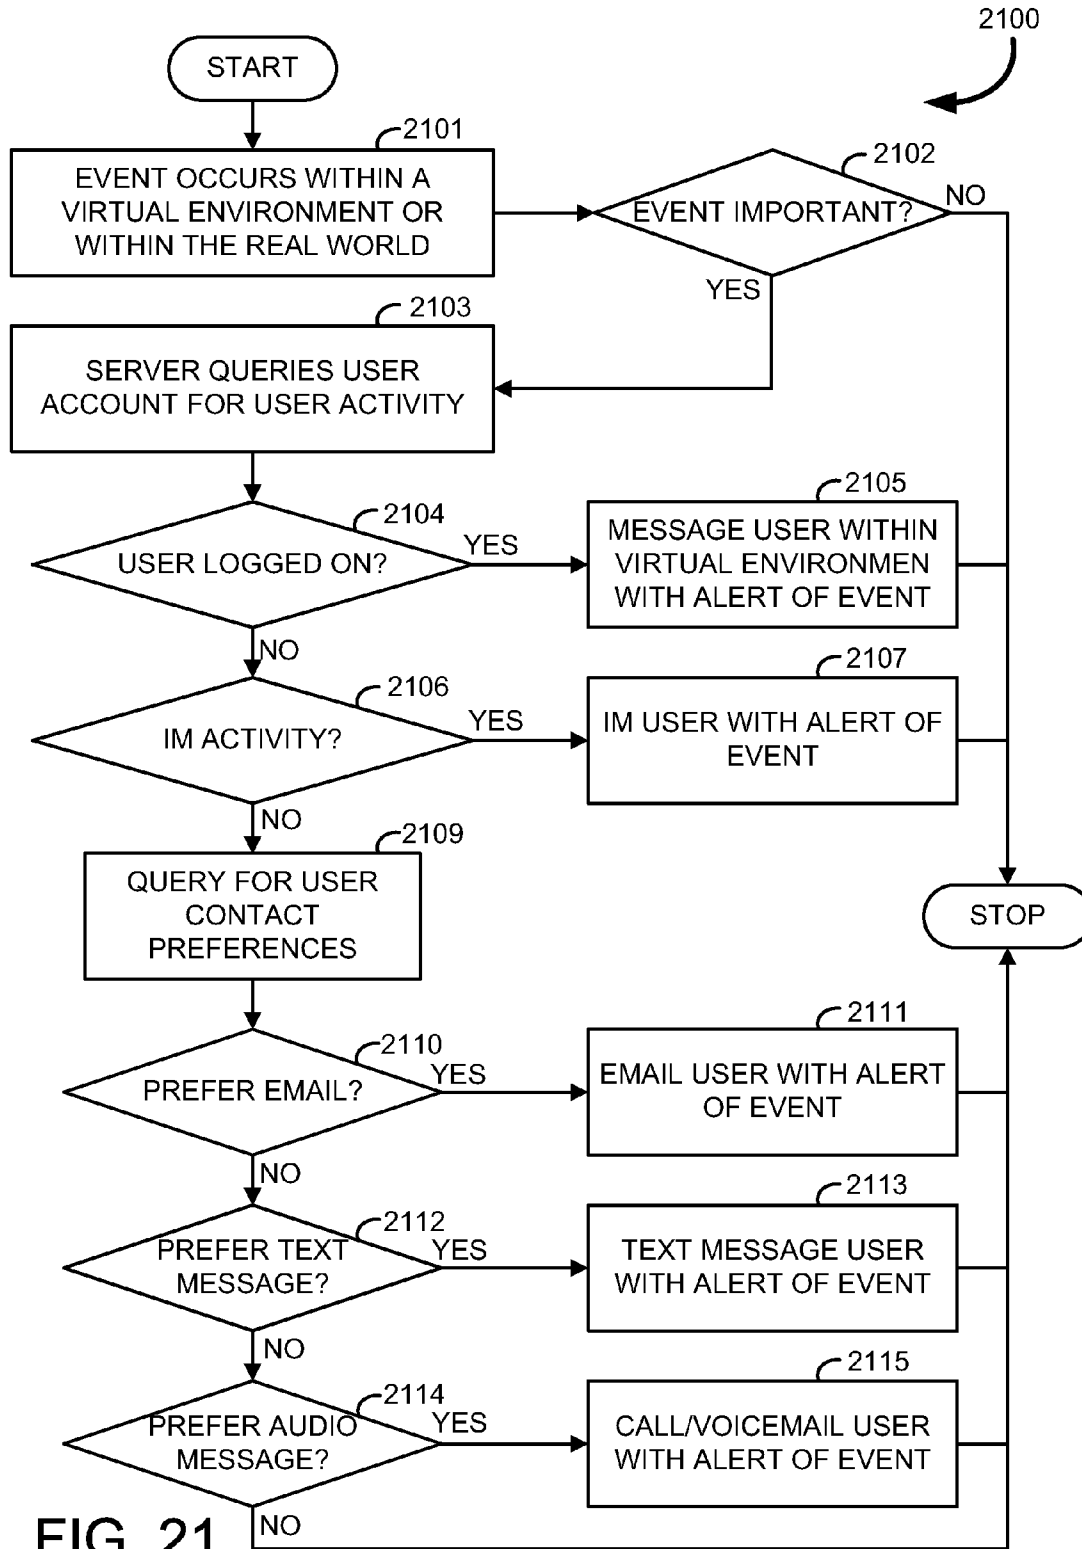 2100
START
2101
EVENT OCCURS WITHIN A
VIRTUAL ENVIRONMENT OR
WITHIN THE REAL WORLD
2102
EVENT IMPORTANT?
NO
YES
2103
SERVER QUERIES USER
ACCOUNT FOR USER ACTIVITY
2104
USER LOGGED ON?
YES
2105
MESSAGE USER WITHIN
VIRTUAL ENVIRONMEN
WITH ALERT OF EVENT
NO
2106
IM ACTIVITY?
YES
2107
IM USER WITH ALERT OF
EVENT
NO
2109
QUERY FOR USER
CONTACT
PREFERENCES
STOP
2110
PREFER EMAIL?
YES
2111
EMAIL USER WITH ALERT
OF EVENT
NO
2112
PREFER TEXT
MESSAGE?
YES
2113
TEXT MESSAGE USER
WITH ALERT OF EVENT
NO
2114
PREFER AUDIO
MESSAGE?
YES
2115
CALL/VOICEMAIL USER
WITH ALERT OF EVENT
NO
FIG. 21